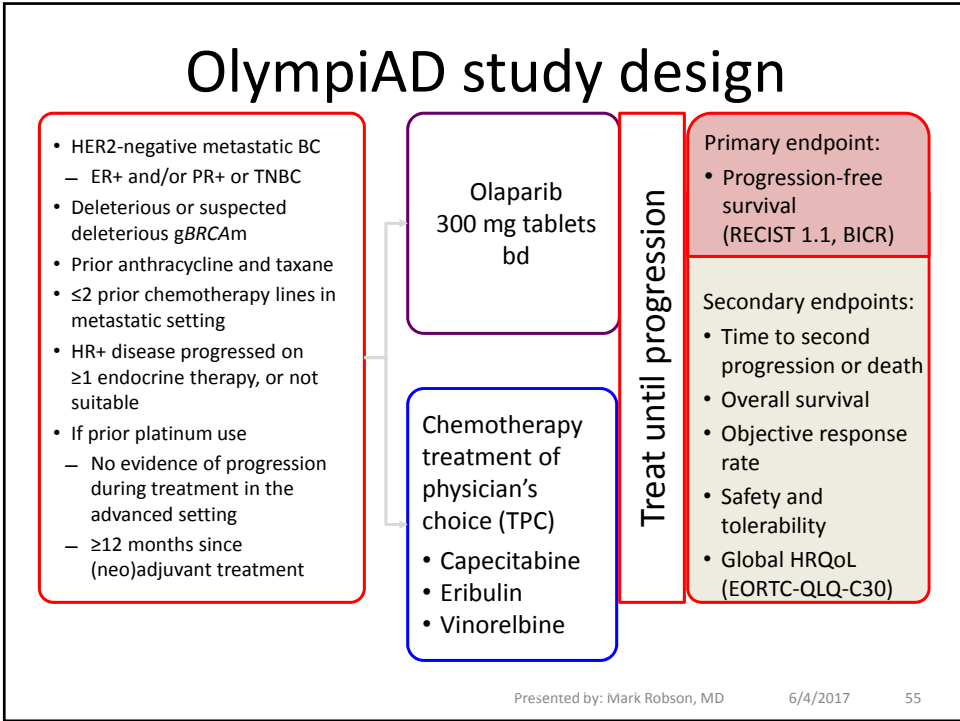 OlympiAD study design
• HER2-negative metastatic BC
– ER+ and/or PR+ or TNBC
• Deleterious or suspected
deleterious gBRCAm
• Prior anthracycline and taxane
• ≤2 prior chemotherapy lines in
metastatic setting
• HR+ disease progressed on
≥1 endocrine therapy, or not
suitable
• If prior platinum use
– No evidence of progression
during treatment in the
advanced setting
– ≥12 months since
(neo)adjuvant treatment
Olaparib
300 mg tablets
bd
Chemotherapy
treatment of
physician's
choice (TPC)
• Capecitabine
• Eribulin
• Vinorelbine
Treat until progression
Primary endpoint:
• Progression-free
survival
(RECIST 1.1, BICR)
Secondary endpoints:
• Time to second
progression or death
• Overall survival
• Objective response
rate
• Safety and
tolerability
• Global HRQoL
(EORTC-QLQ-C30)
Presented by: Mark Robson, MD 6/4/2017 55